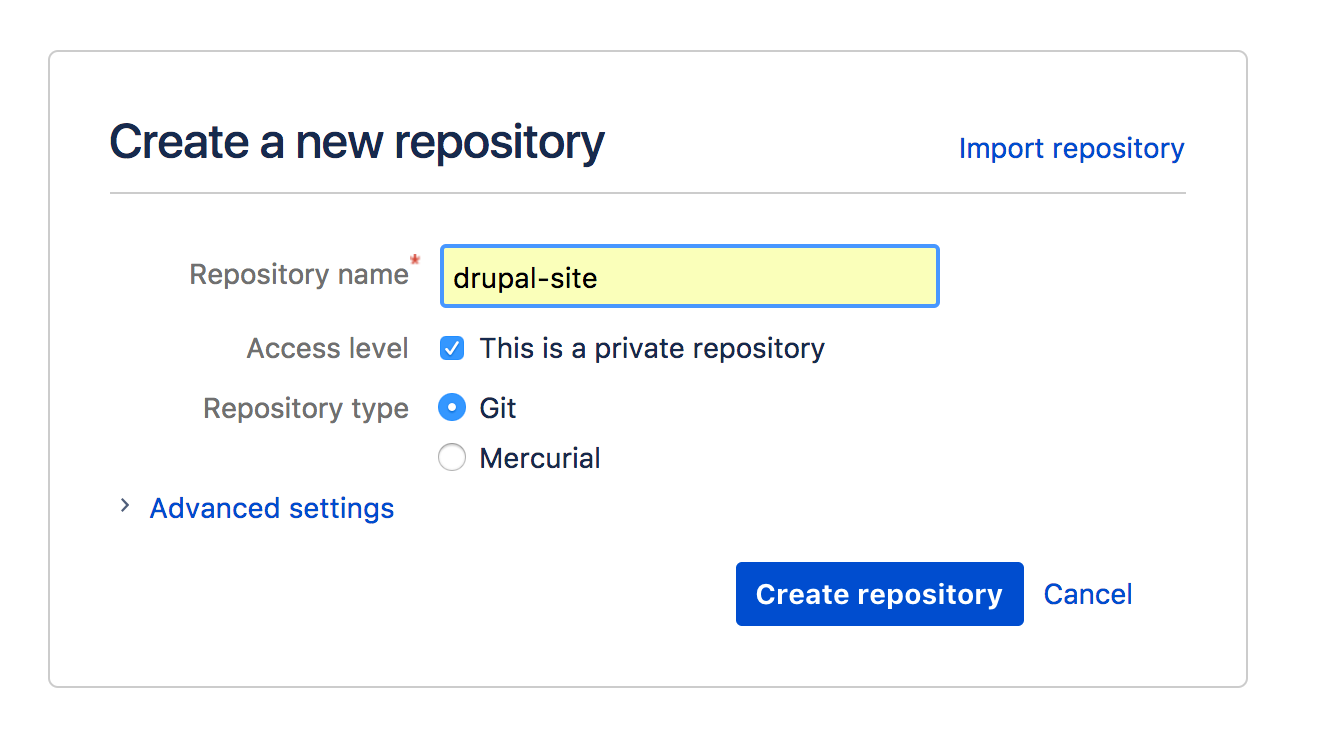 Create a new repository
Import repository
Repository name*
drupal-site
Access level
This is a private repository
Repository type
Git
Mercurial
Advanced settings
Create repository
Cancel